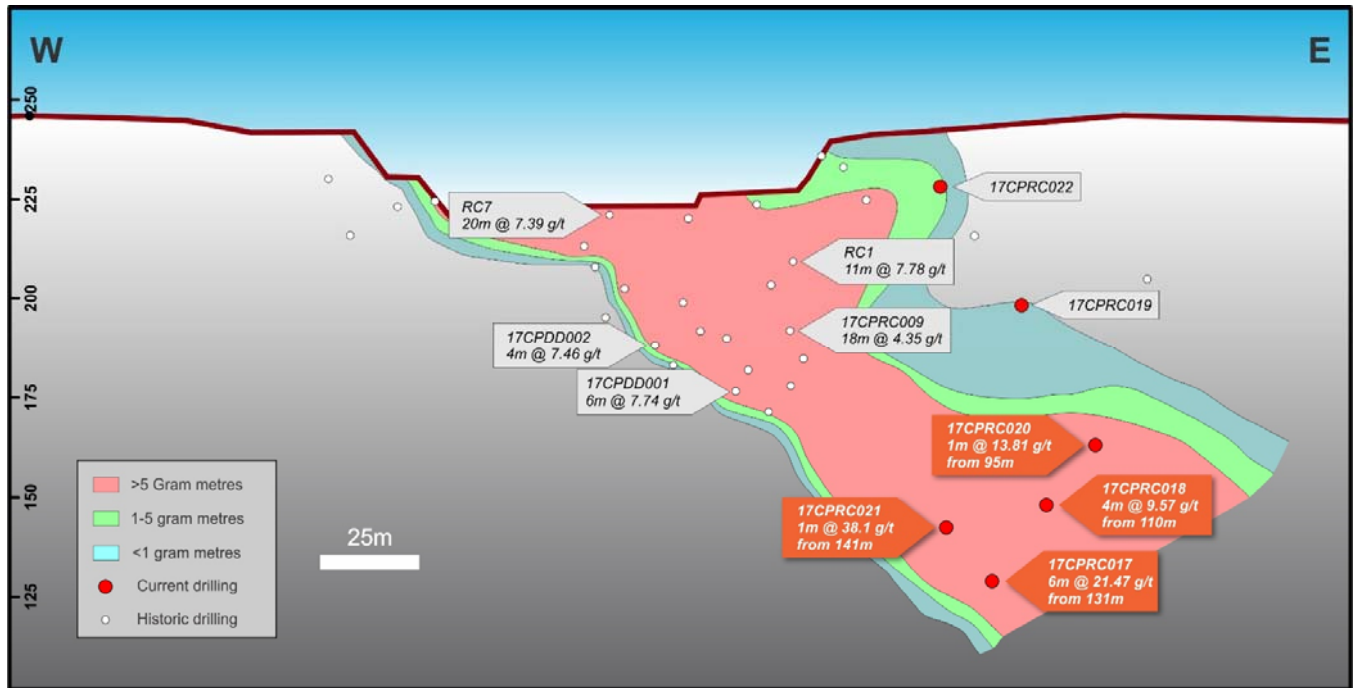 W
E
250
225
200
175
150
125
RC7
20m @ 7.39 g/t
17CPRC022
RC1
11m @ 7.78 g/t
17CPRC019
17CPRC009
18m @ 4.35 g/t
17CPDD002
4m @ 7.46 g/t
17CPDD001
6m @ 7.74 g/t
17CPRC020
1m @ 13.81 g/t
from 95m
17CPRC018
4m @ 9.57 g/t
from 110m
17CPRC021
1m @ 38.1 g/t
from 141m
17CPRC017
6m @ 21.47 g/t
from 131m
>5 Gram metres
1-5 gram metres
<1 gram metres
Current drilling
Historic drilling
25m